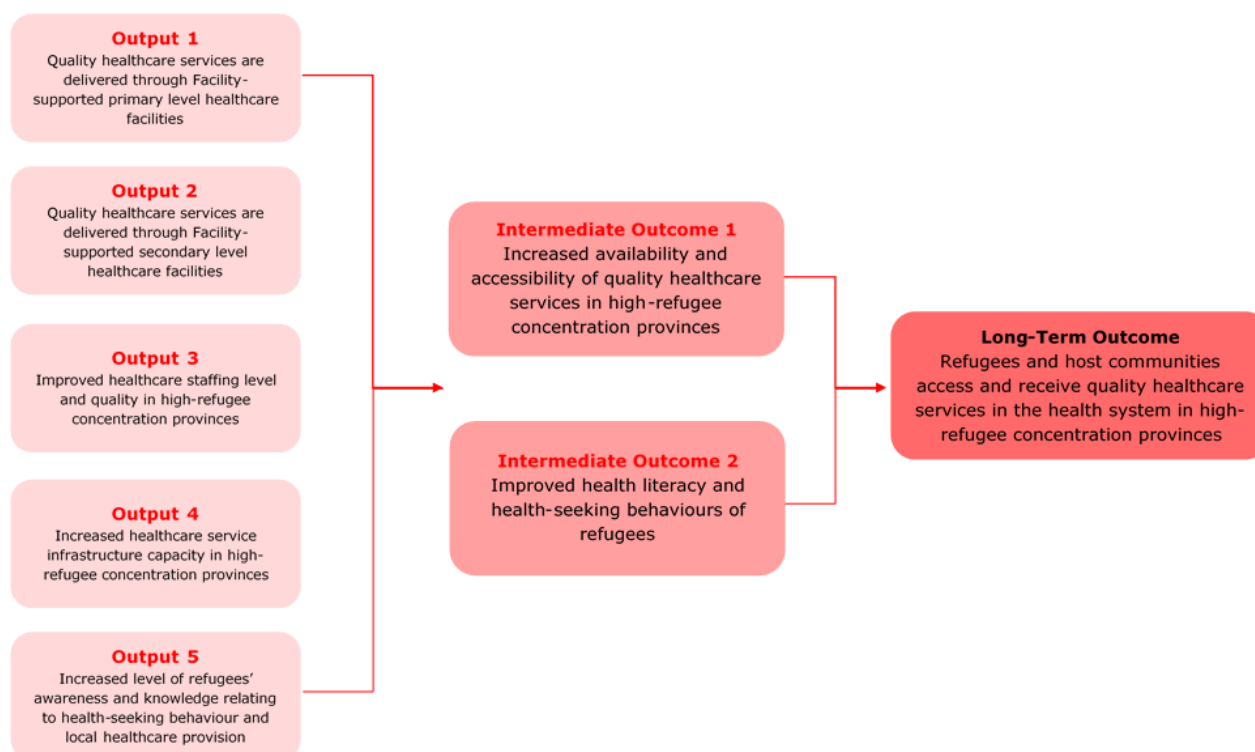 Output 1
Quality healthcare services are
delivered through Facility-
supported primary level healthcare
facilities
Output 2
Quality healthcare services are
delivered through Facility-
supported secondary level
healthcare facilities
Output 3
Improved healthcare staffing level
and quality in high-refugee
concentration provinces
Output 4
Increased healthcare service
infrastructure capacity in high-
refugee concentration provinces
Output 5
Increased level of refugees’
awareness and knowledge relating
to health-seeking behaviour and
local healthcare provision
Intermediate Outcome 1
Increased availability and
accessibility of quality healthcare
services in high-refugee
concentration provinces
Intermediate Outcome 2
Improved health literacy and
health-seeking behaviours of
refugees
Long-Term Outcome
Refugees and host communities
access and receive quality healthcare
services in the health system in high-
refugee concentration provinces